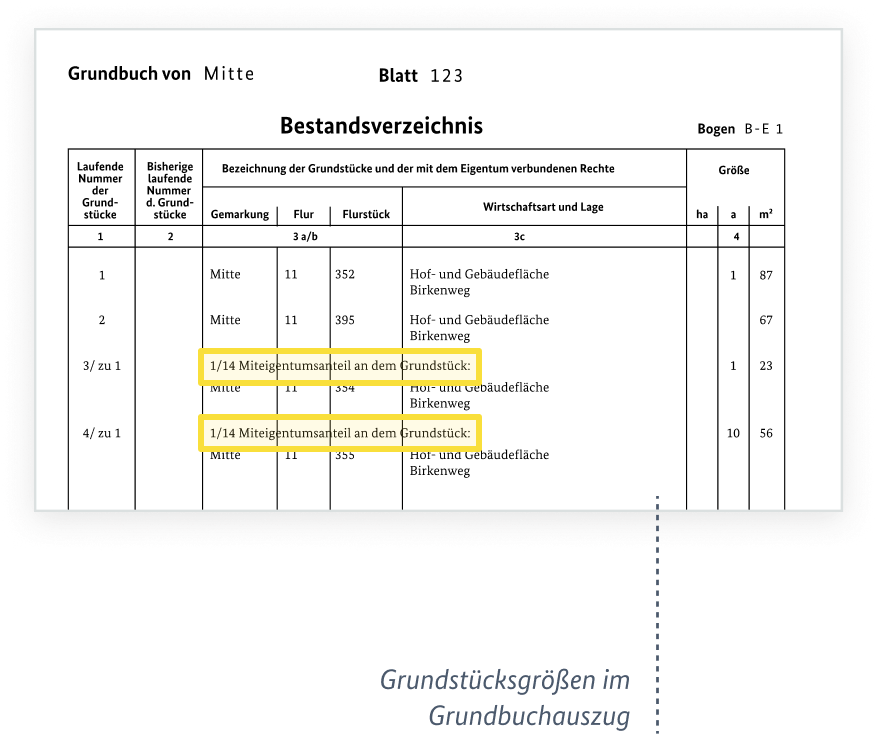 Grundbuch von Mitte Blatt 123
Bestandsverzeichnis
Bogen B-E 1
Laufende Nummer der Grund- stücke
Bisherige laufende Nummer d. Grund- stücke
Bezeichnung der Grundstücke und der mit dem Eigentum verbundenen Rechte
Größe
Gemarkung Flur Flurstück
Wirtschaftsart und Lage
ha a m²
1 2 3 a/b 3c 4
1 Mitte 11 352 Hof- und Gebäudefläche 1 87
Birkenweg
2 Mitte 11 395 Hof- und Gebäudefläche 67
Birkenweg
3/ zu 1 1/14 Miteigentumsanteil an dem Grundstück: 1 23
Mitte 11 354 Hof- und Gebäudefläche
Birkenweg
4/ zu 1 1/14 Miteigentumsanteil an dem Grundstück: 10 56
Mitte 11 355 Hof- und Gebäudefläche
Birkenweg
Grundstücksgrößen im
Grundbuchauszug